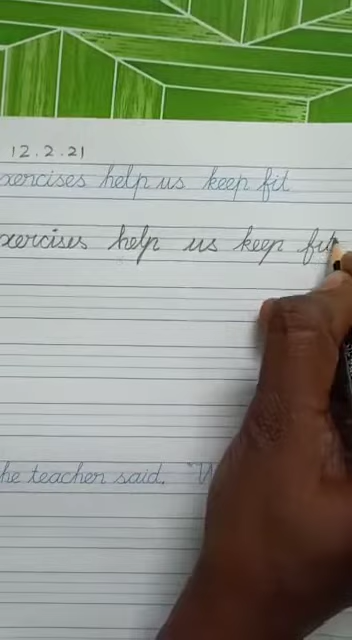 12.2.21
xercises help us keep fit
xercises help us keep fit
he teacher said, "W